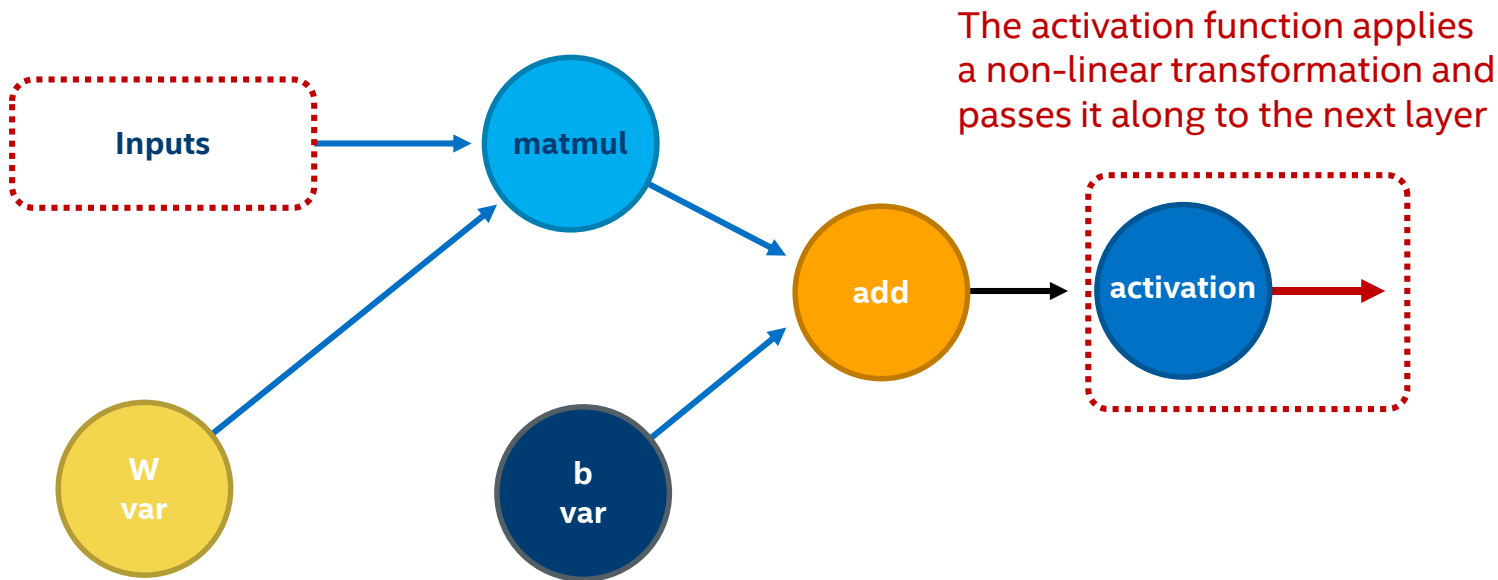 The activation function applies
a non-linear transformation and
passes it along to the next layer
Inputs
matmul
add
activation
W
var
b
var